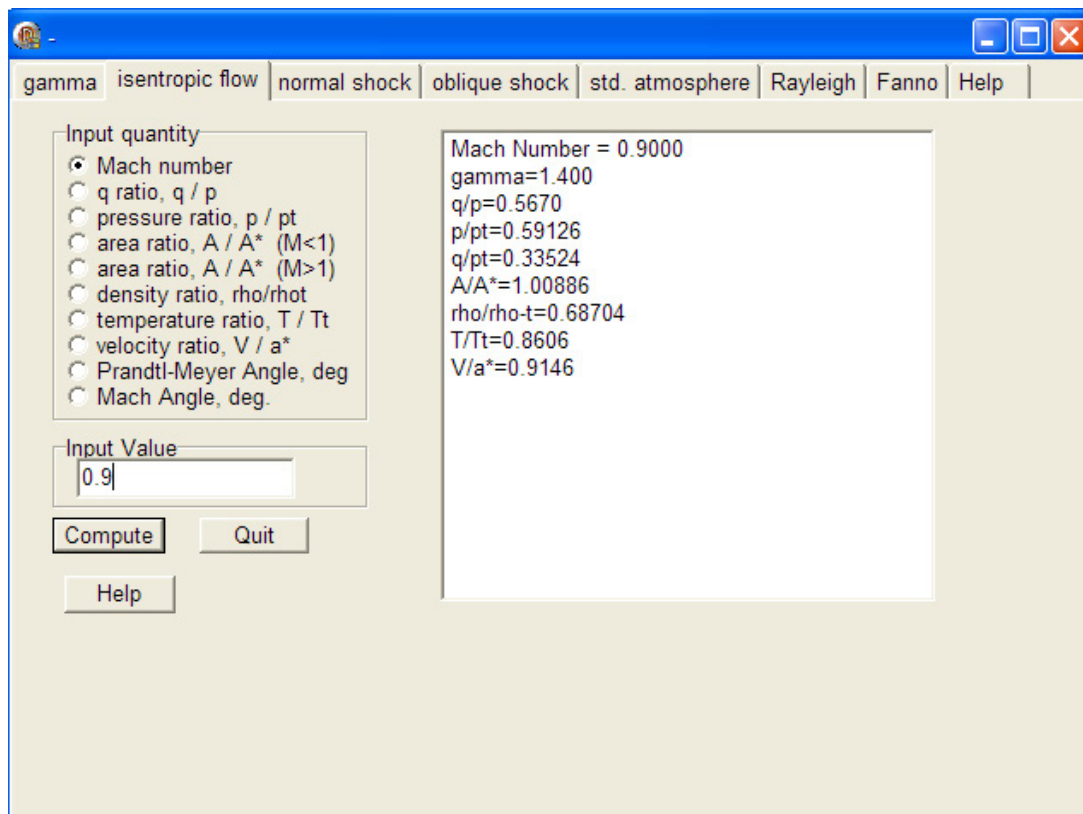 -
gamma isentropic flow normal shock oblique shock std. atmosphere Rayleigh Fanno Help
Input quantity
Mach number
q ratio, q / p
pressure ratio, p / pt
area ratio, A / A* (M<1)
area ratio, A / A* (M>1)
density ratio, rho/rhot
temperature ratio, T / Tt
velocity ratio, V / a*
Prandtl-Meyer Angle, deg
Mach Angle, deg.
Input Value
0.9
Compute Quit
Help
Mach Number = 0.9000
gamma=1.400
q/p=0.5670
p/pt=0.59126
q/pt=0.33524
A/A*=1.00886
rho/rho-t=0.68704
T/Tt=0.8606
V/a*=0.9146